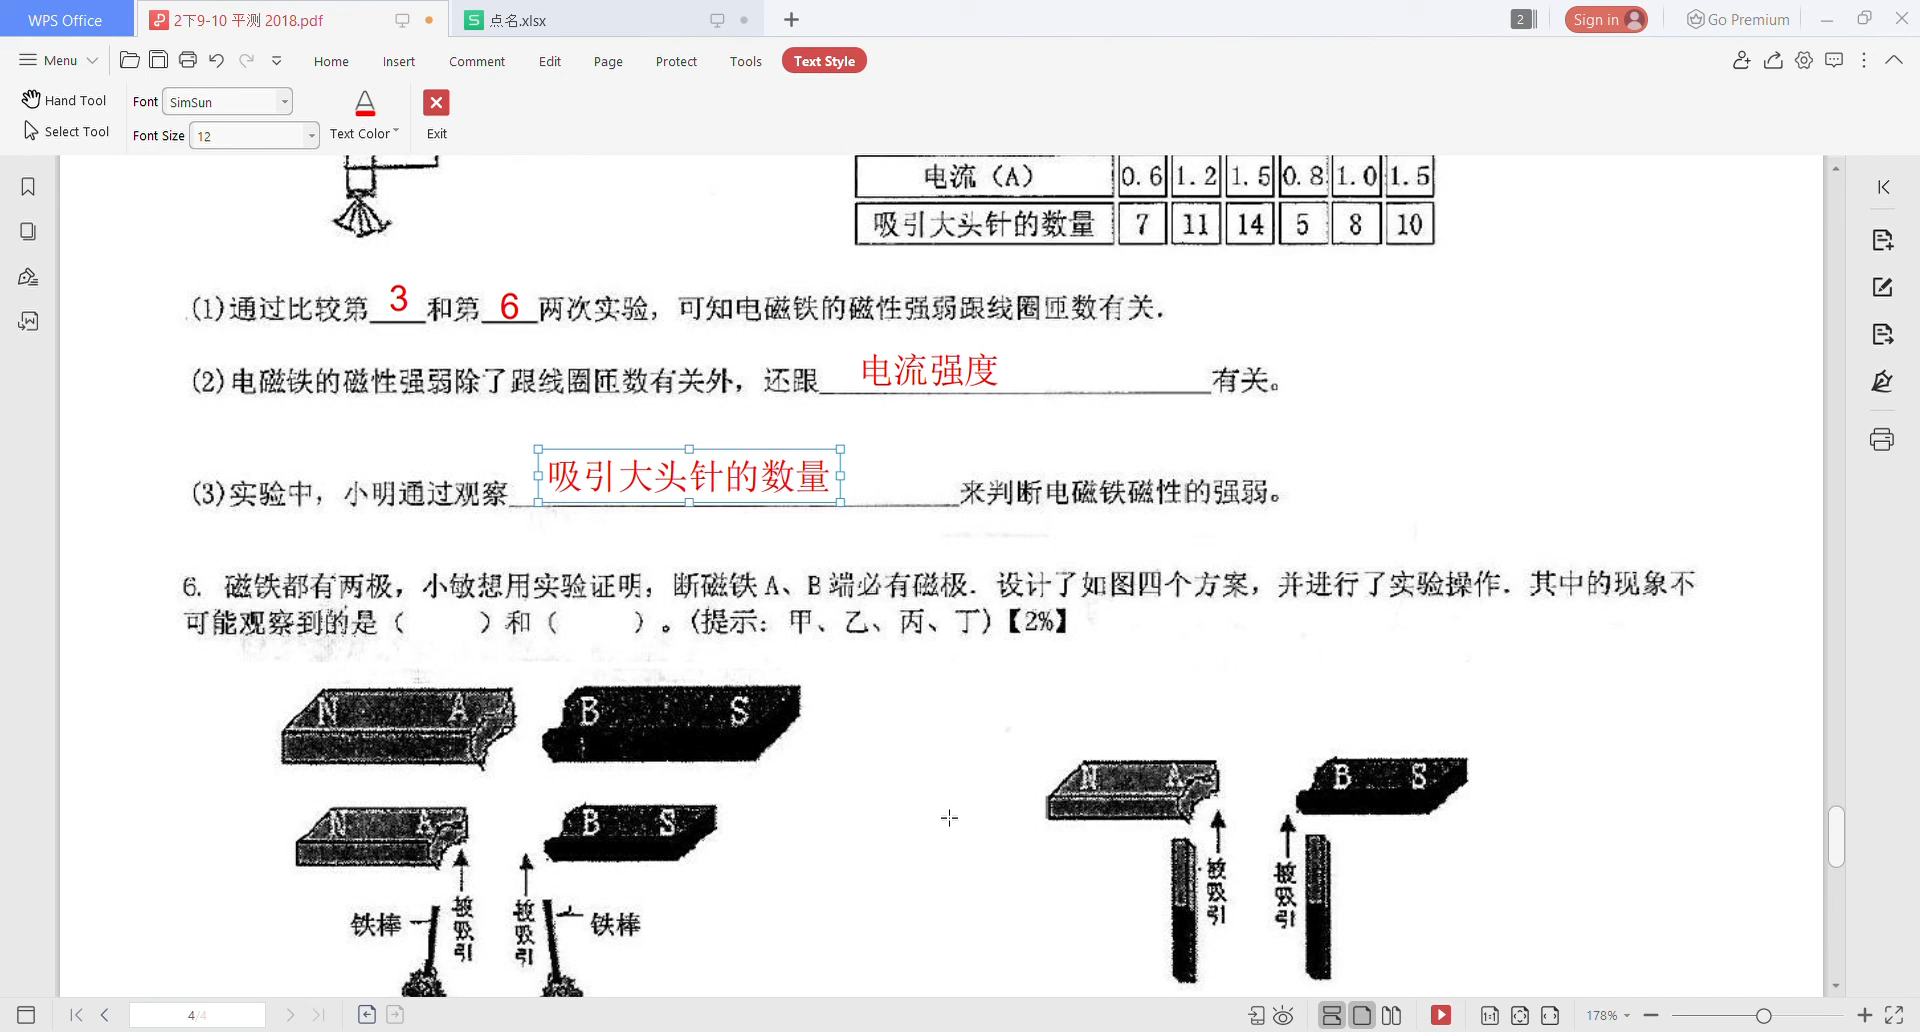 WPS Office
2下9-10 平测 2018.pdf
点名.xlsx
2
Sign in
Go Premium
Menu
Home
Insert
Comment
Edit
Page
Protect
Tools
Text Style
Hand Tool
Select Tool
Font
SimSun
Font Size
12
Text Color
Exit
电流（A） 0.6 1.2 1.5 0.8 1.0 1.5
吸引大头针的数量 7 11 14 5 8 10
(1)通过比较第 3 和第 6 两次实验，可知电磁铁的磁性强弱跟线圈匝数有关.
(2)电磁铁的磁性强弱除了跟线圈匝数有关外，还跟 电流强度 有关。
(3)实验中，小明通过观察 吸引大头针的数量 来判断电磁铁磁性的强弱。
6. 磁铁都有两极，小敏想用实验证明，断磁铁 A、B 端必有磁极．设计了如图四个方案，并进行了实验操作．其中的现象不
可能观察到的是（ ）和（ ）。(提示：甲、乙、丙、丁)【2%】
N A B S
N A B S
N A B S
被吸引
被吸引
铁棒
被吸引
被吸引
铁棒
4/4
1:1
178%